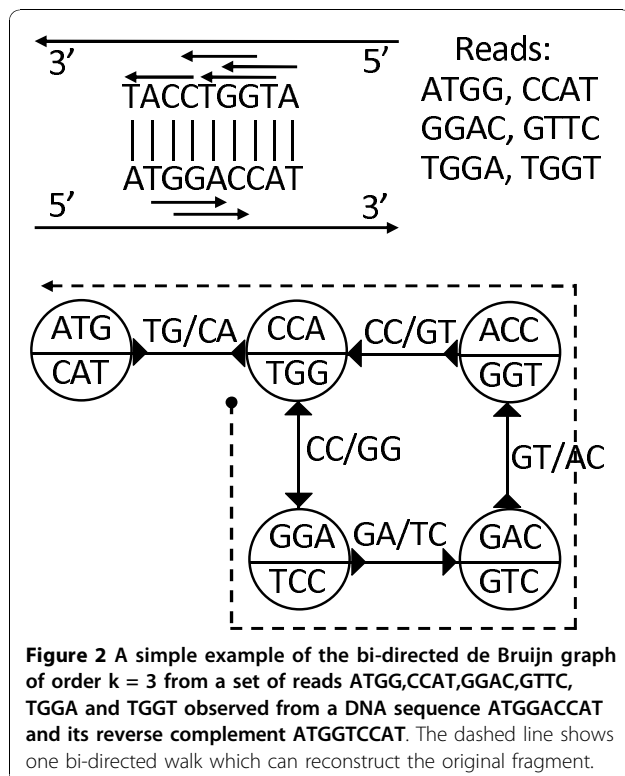 3’ 5’
TACCTGGTA
ATGGACCAT
5’ 3’
Reads:
ATGG, CCAT
GGAC, GTTC
TGGA, TGGT
ATG
CAT
TG/CA
CCA
TGG
CC/GT
ACC
GGT
CC/GG
GT/AC
GGA
TCC
GA/TC
GAC
GTC
Figure 2 A simple example of the bi-directed de Bruijn graph
of order k = 3 from a set of reads ATGG,CCAT,GGAC,GTTC,
TGGA and TGGT observed from a DNA sequence ATGGACCAT
and its reverse complement ATGGTCCAT. The dashed line shows
one bi-directed walk which can reconstruct the original fragment.